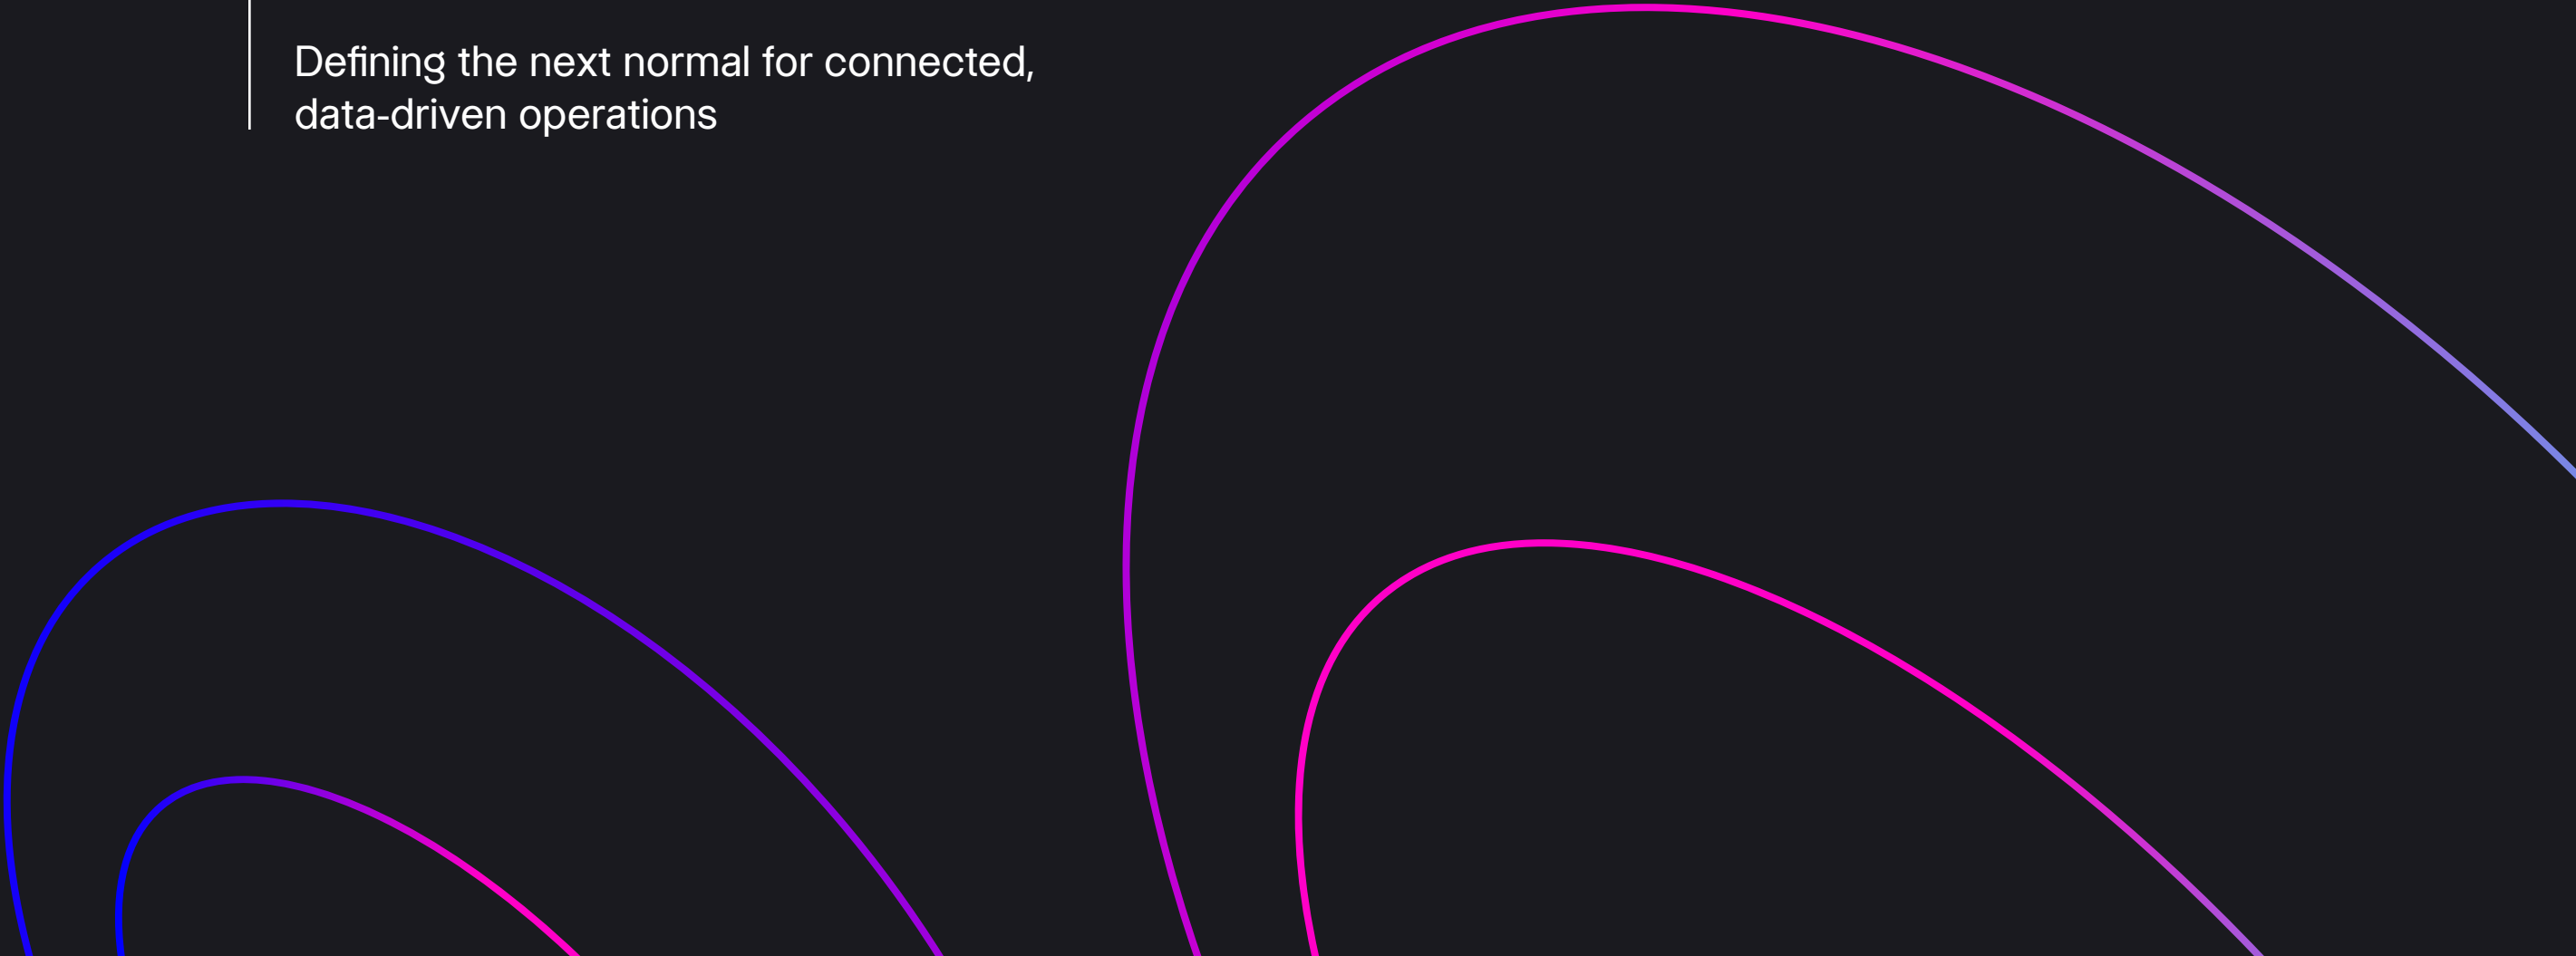 Defining the next normal for connected,
data-driven operations